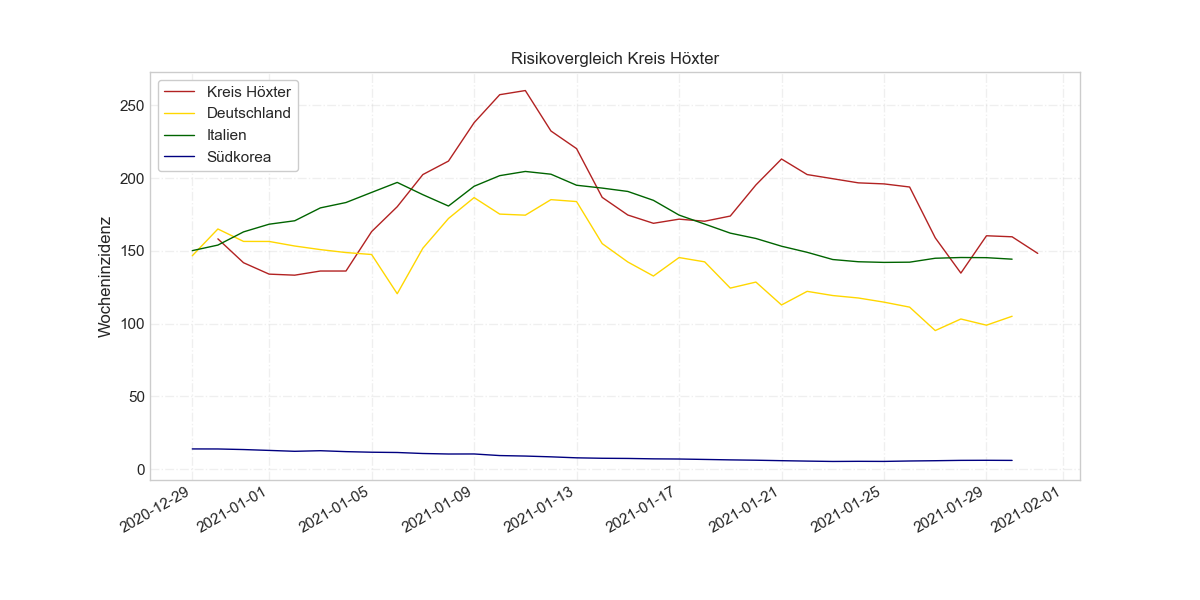 Risikovergleich Kreis Höxter
Kreis Höxter
Deutschland
Italien
Südkorea
Wocheninzidenz
250
200
150
100
50
0
2020-12-29
2021-01-01
2021-01-05
2021-01-09
2021-01-13
2021-01-17
2021-01-21
2021-01-25
2021-01-29
2021-02-01